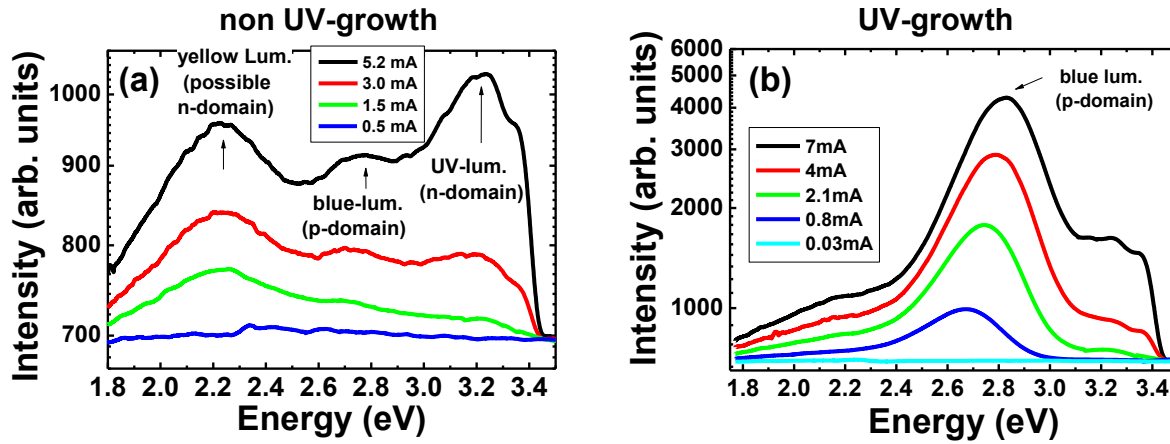 non UV-growth
(a)
yellow Lum.
(possible
n-domain)
5.2 mA
3.0 mA
1.5 mA
0.5 mA
UV-lum.
(n-domain)
blue-lum.
(p-domain)
Intensity (arb. units)
1000
900
800
700
1.8 2.0 2.2 2.4 2.6 2.8 3.0 3.2 3.4
Energy (eV)
UV-growth
(b)
blue lum.
(p-domain)
7mA
4mA
2.1mA
0.8mA
0.03mA
Intensity (arb. units)
6000
5000
4000
3000
2000
1000
1.8 2.0 2.2 2.4 2.6 2.8 3.0 3.2 3.4
Energy (eV)